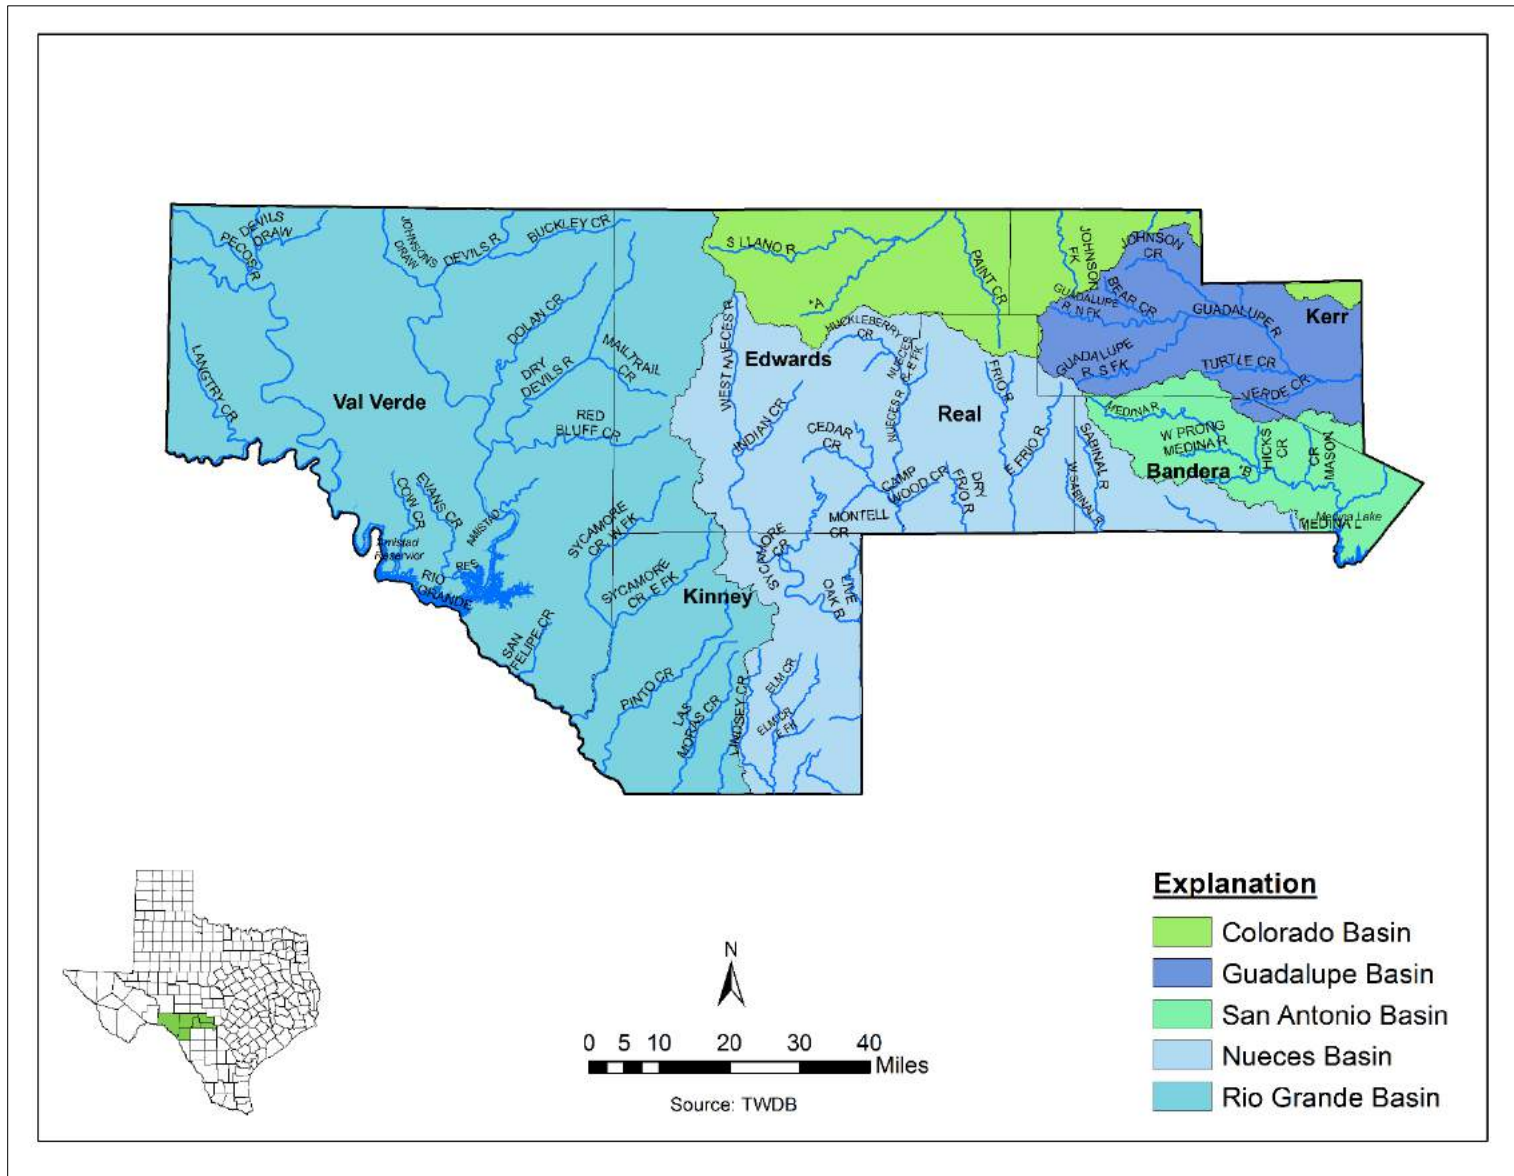 DEVILS
DRAW
PECOS R
JOHNSONS
DRAW
DEVILS R
BUCKLEY CR
S LLANO R
*A
PAINT CR
JOHNSON
FK
JOHNSON
CR
BEAR CR
GUADALUPE
R, N FK
GUADALUPE R
Kerr
LANGTRY CR
DOLAN CR
DRY
DEVILS R
MAILTRAIL
CR
WEST NUECES R
HUCKLEBERRY
CR
Edwards
NUECES
R, E FK
FRIO R
GUADALUPE
R, S FK
TURTLE CR
VERDE CR
Val Verde
RED
BLUFF CR
INDIAN CR
CEDAR
CR
NUECES R
Real
E FRIO R
SABINAL R
W SABINAL R
MEDINA R
W PRONG
MEDINA R
Bandera
*B
HICKS
CR
MASON
CR
CAMP
WOOD CR
DRY
FRIO R
MONTELL
CR
MEDINA L
Medina Lake
COW CR
EVANS CR
AMISTAD
RES
Amistad
Reservoir
RIO
GRANDE
SYCAMORE
CR, W FK
SYCAMORE
CR, E FK
SYCAMORE
CR
Kinney
LIVE
OAK R
SAN
FELIPE CR
PINTO CR
LAS
MORAS CR
LINDSEY CR
ELM CR
ELM CR
E FK
Explanation
Colorado Basin
Guadalupe Basin
San Antonio Basin
Nueces Basin
Rio Grande Basin
N
0 5 10 20 30 40
Miles
Source: TWDB